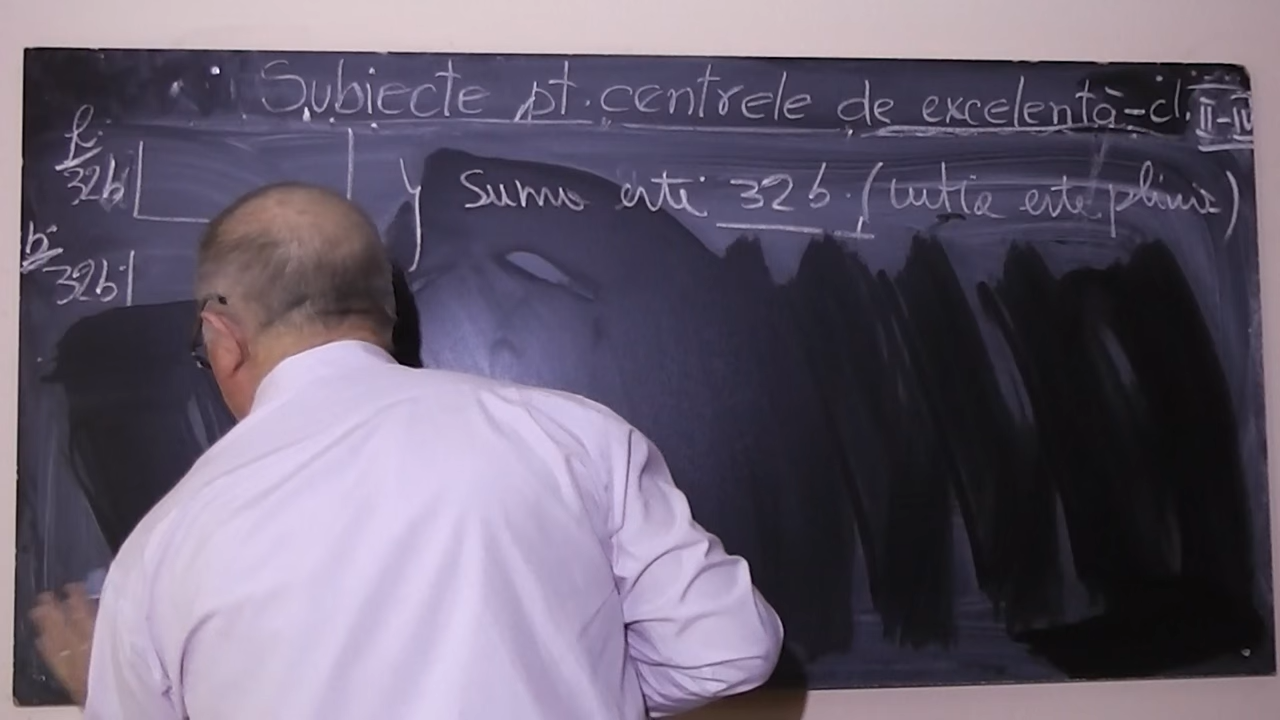 Subiecte pt. centrele de excelență - cl. II-IV
f.
32b
Suma este 32b. (cutia este plină)
b.
32b